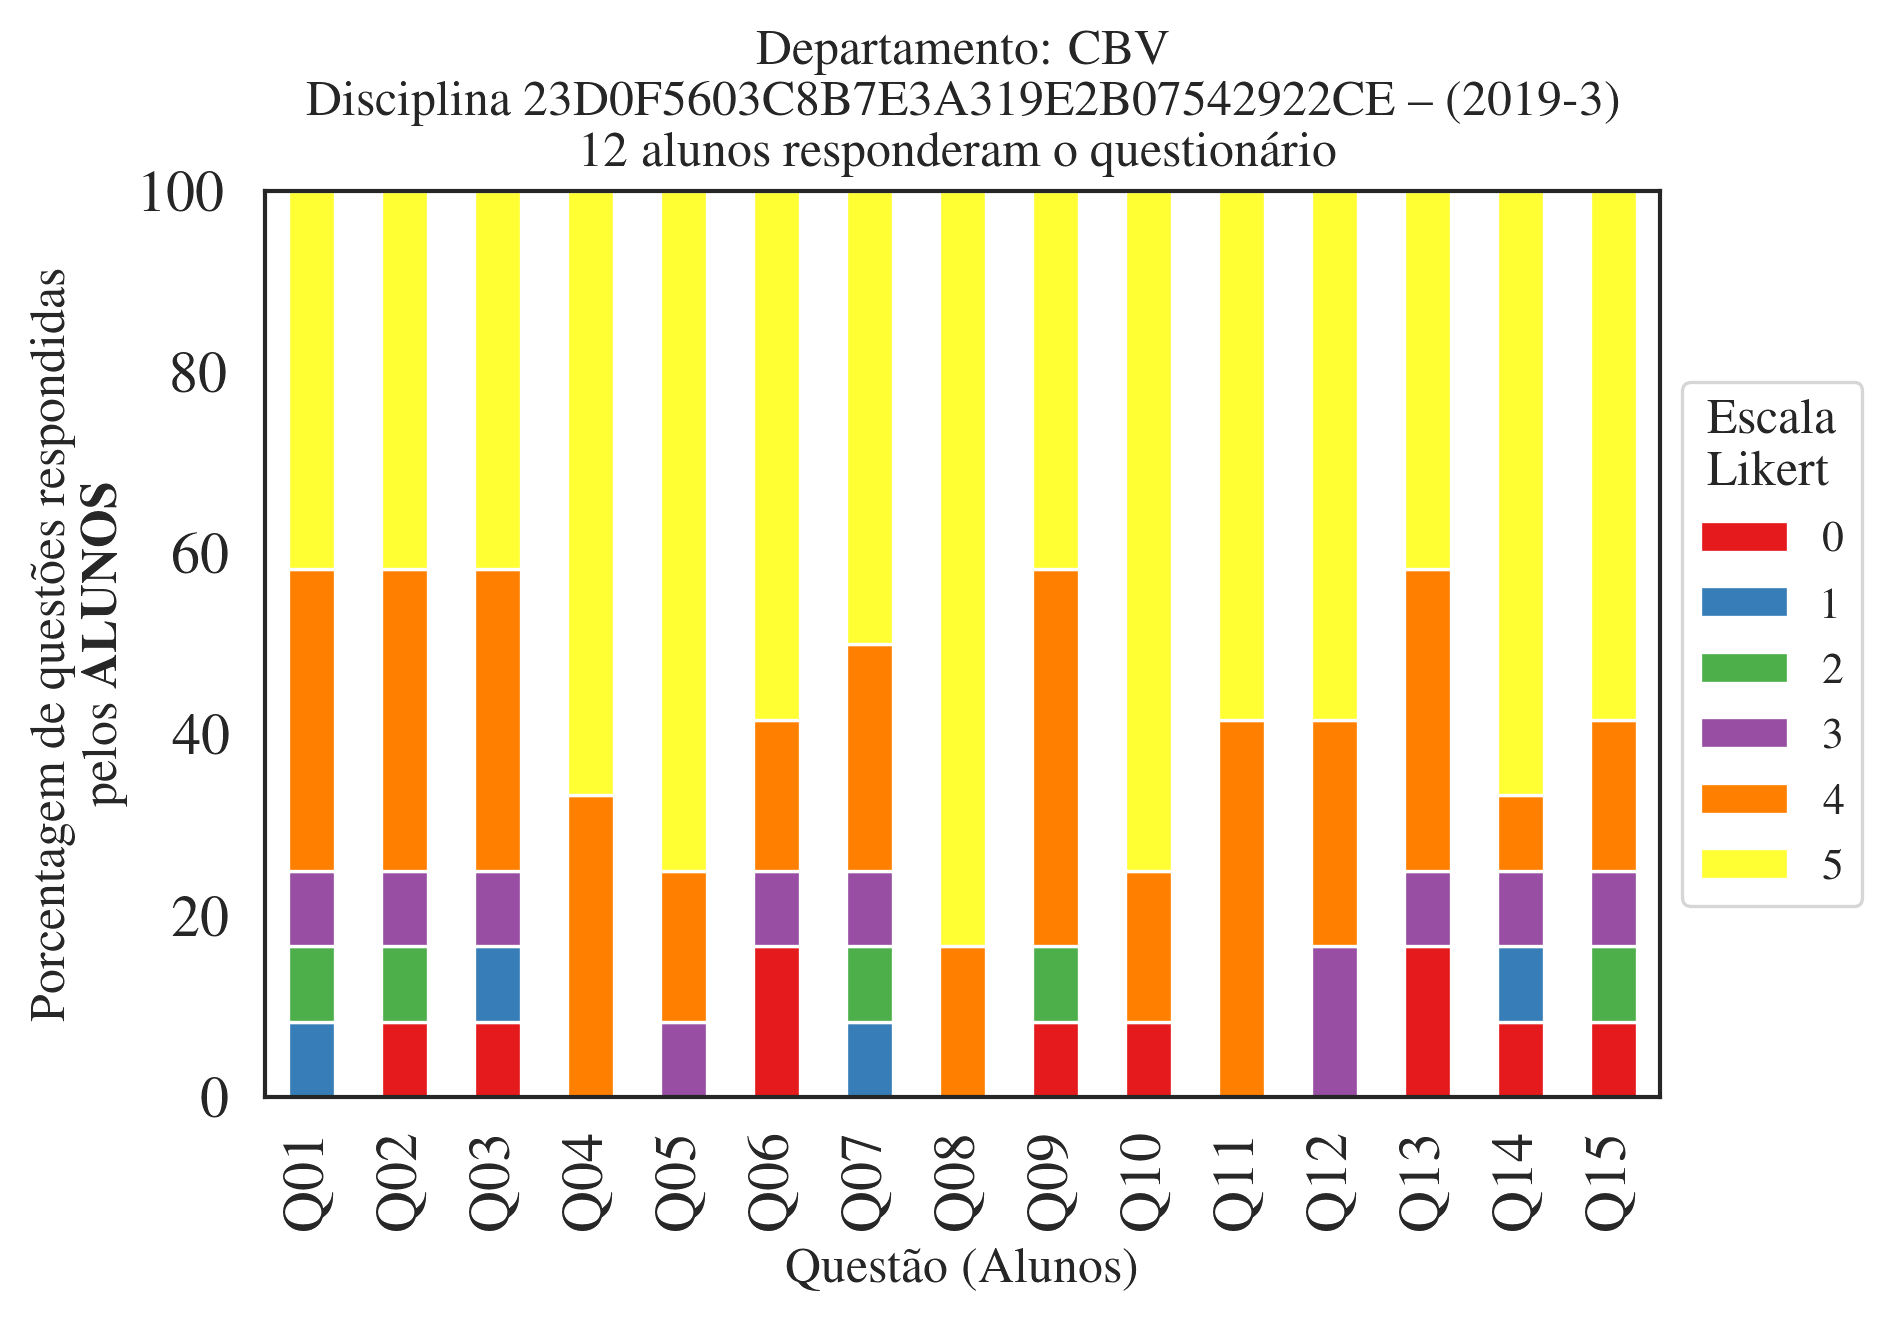 Departamento: CBV
Disciplina 23D0F5603C8B7E3A319E2B07542922CE – (2019-3)
12 alunos responderam o questionário
Porcentagem de questões respondidas
pelos ALUNOS
100
80
60
40
20
0
Q01
Q02
Q03
Q04
Q05
Q06
Q07
Q08
Q09
Q10
Q11
Q12
Q13
Q14
Q15
Questão (Alunos)
Escala
Likert
0
1
2
3
4
5